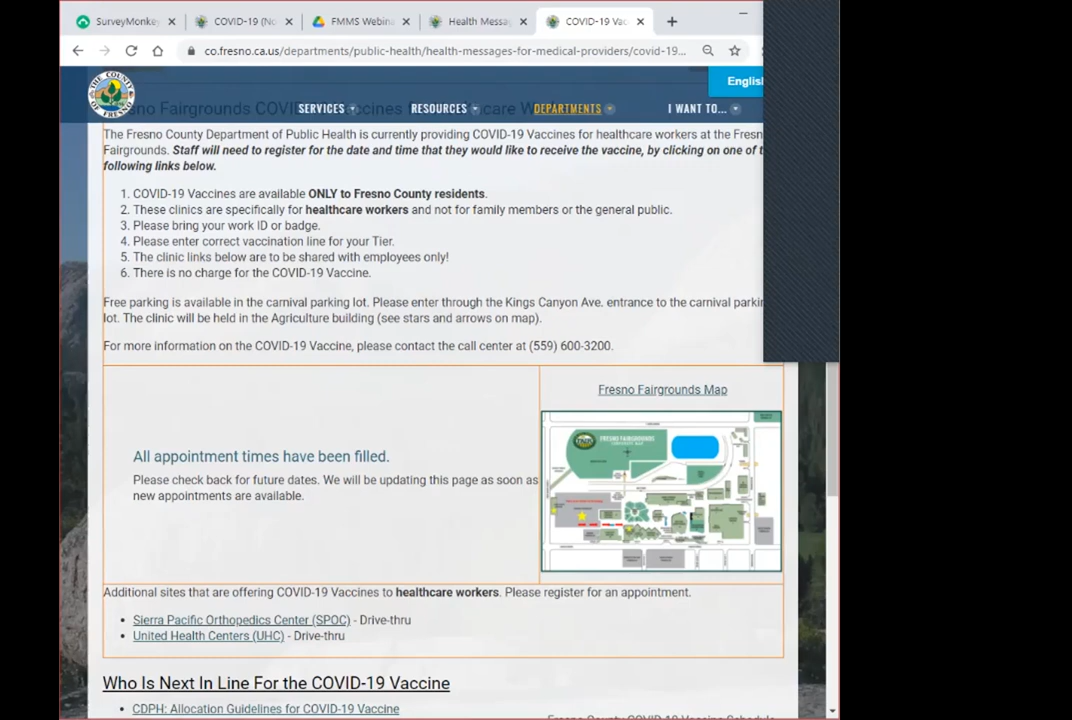 SurveyMonkey
COVID-19 (No
FMMS Webina
Health Messa
COVID-19 Vac
co.fresno.ca.us/departments/public-health/health-messages-for-medical-providers/covid-19...
English
SERVICES
RESOURCES
DEPARTMENTS
I WANT TO...
sno Fairgrounds COVID accines f care W
The Fresno County Department of Public Health is currently providing COVID-19 Vaccines for healthcare workers at the Fresn
Fairgrounds. Staff will need to register for the date and time that they would like to receive the vaccine, by clicking on one of t
following links below.
1. COVID-19 Vaccines are available ONLY to Fresno County residents.
2. These clinics are specifically for healthcare workers and not for family members or the general public.
3. Please bring your work ID or badge.
4. Please enter correct vaccination line for your Tier.
5. The clinic links below are to be shared with employees only!
6. There is no charge for the COVID-19 Vaccine.
Free parking is available in the carnival parking lot. Please enter through the Kings Canyon Ave. entrance to the carnival parkin
lot. The clinic will be held in the Agriculture building (see stars and arrows on map).
For more information on the COVID-19 Vaccine, please contact the call center at (559) 600-3200.
All appointment times have been filled.
Please check back for future dates. We will be updating this page as soon as
new appointments are available.
Fresno Fairgrounds Map
FRESNO FAIRGROUNDS
Additional sites that are offering COVID-19 Vaccines to healthcare workers. Please register for an appointment.
• Sierra Pacific Orthopedics Center (SPOC) - Drive-thru
• United Health Centers (UHC) - Drive-thru
Who Is Next In Line For the COVID-19 Vaccine
• CDPH: Allocation Guidelines for COVID-19 Vaccine
Fresno County COVID-19 Vaccine Schedule